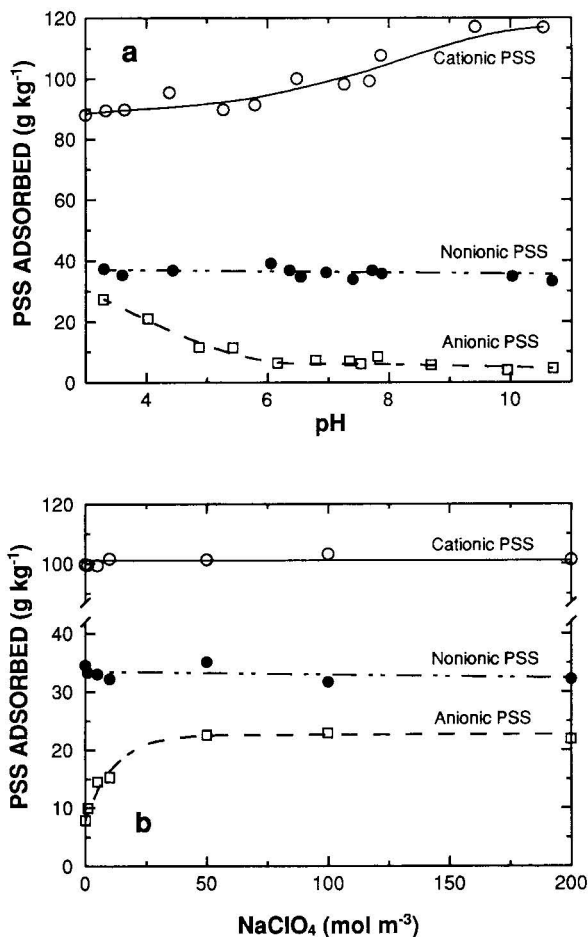 120
100
80
60
40
20
0
PSS ADSORBED (g kg⁻¹)
a
Cationic PSS
Nonionic PSS
Anionic PSS
4 6 8 10
pH
120
100
40
30
20
10
0
PSS ADSORBED (g kg⁻¹)
Cationic PSS
Nonionic PSS
Anionic PSS
b
0 50 100 150 200
NaClO₄ (mol m⁻³)